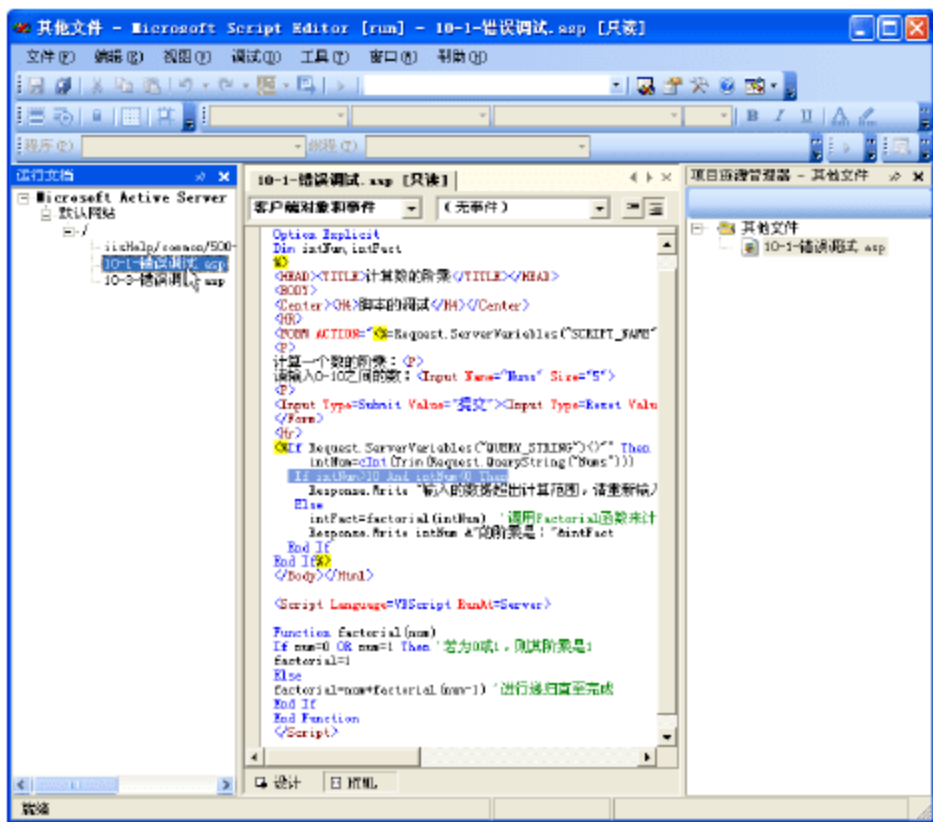 其他文件 - Microsoft Script Editor [run] - 10-1-错误调试.asp [只读]
文件(F) 编辑(E) 视图(V) 调试(D) 工具(T) 窗口(W) 帮助(H)
B I U A
程序(P) 线程(T)
运行文档
Microsoft Active Server
默认网站
/
iisHelp/common/500-
10-1-错误调试.asp
10-3-错误调试.asp
10-1-错误调试.asp [只读]
客户端对象和事件 (无事件)
Option Explicit
Dim intNum,intFact
%>
<HEAD><TITLE>计算数的阶乘</TITLE></HEAD>
<BODY>
<Center><H4>脚本的调试</H4></Center>
<HR>
<FORM ACTION="<%=Request.ServerVariables("SCRIPT_NAME"
<P>
计算一个数的阶乘：<P>
请输入0-10之间的数：<Input Name="Nums" Size="5">
<P>
<Input Type=Submit Value="提交"><Input Type=Reset Valu
</Form>
<Hr>
<%If Request.ServerVariables("QUERY_STRING")<>"" Then
intNum=cInt(Trim(Request.QueryString("Nums")))
If intNum>10 And intNum<0 Then
Response.Write "输入的数据超出计算范围，请重新输入
Else
intFact=factorial(intNum) '调用Factorial函数来计
Response.Write intNum &"的阶乘是："&intFact
End If
End If%>
</Body></Html>
<Script Language=VBScript RunAt=Server>
Function factorial(num)
If num=0 OR num=1 Then '若为0或1，则其阶乘是1
factorial=1
Else
factorial=num*factorial(num-1) '进行递归直至完成
End If
End Function
</Script>
设计 HTML
项目资源管理器 - 其他文件
其他文件
10-1-错误调试.asp
就绪